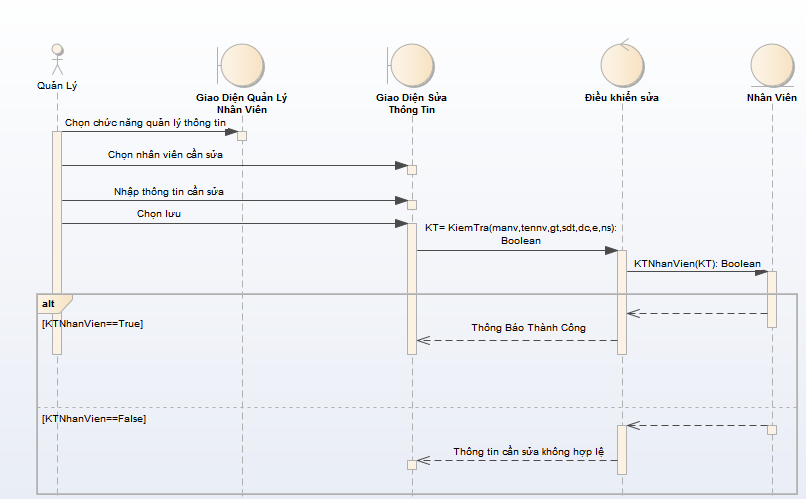 Quản Lý
Giao Diện Quản Lý
Nhân Viên
Giao Diện Sửa
Thông Tin
Điều khiển sửa
Nhân Viên
Chọn chức năng quản lý thông tin
Chọn nhân viên cần sửa
Nhập thông tin cần sửa
Chọn lưu
KT= KiemTra(manv,tennv,gt,sdt,dc,e,ns):
Boolean
KTNhanVien(KT): Boolean
alt
[KTNhanVien==True]
Thông Báo Thành Công
[KTNhanVien==False]
Thông tin cần sửa không hợp lệ